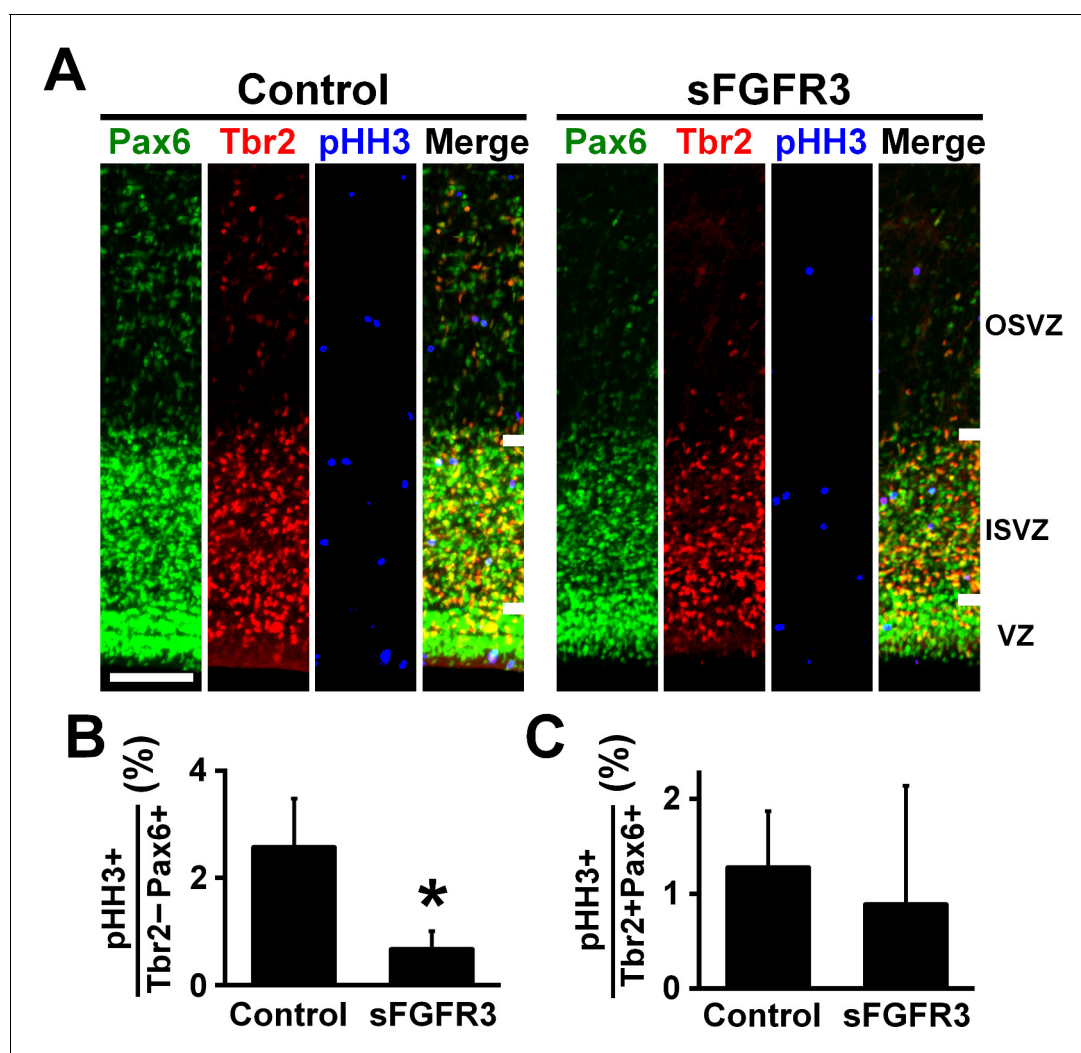 A
Control sFGFR3
Pax6 Tbr2 pHH3 Merge Pax6 Tbr2 pHH3 Merge
OSVZ
ISVZ
VZ
B
pHH3+
Tbr2−Pax6+
(%)
4
2
0
*
Control sFGFR3
C
pHH3+
Tbr2+Pax6+
(%)
2
1
0
Control sFGFR3